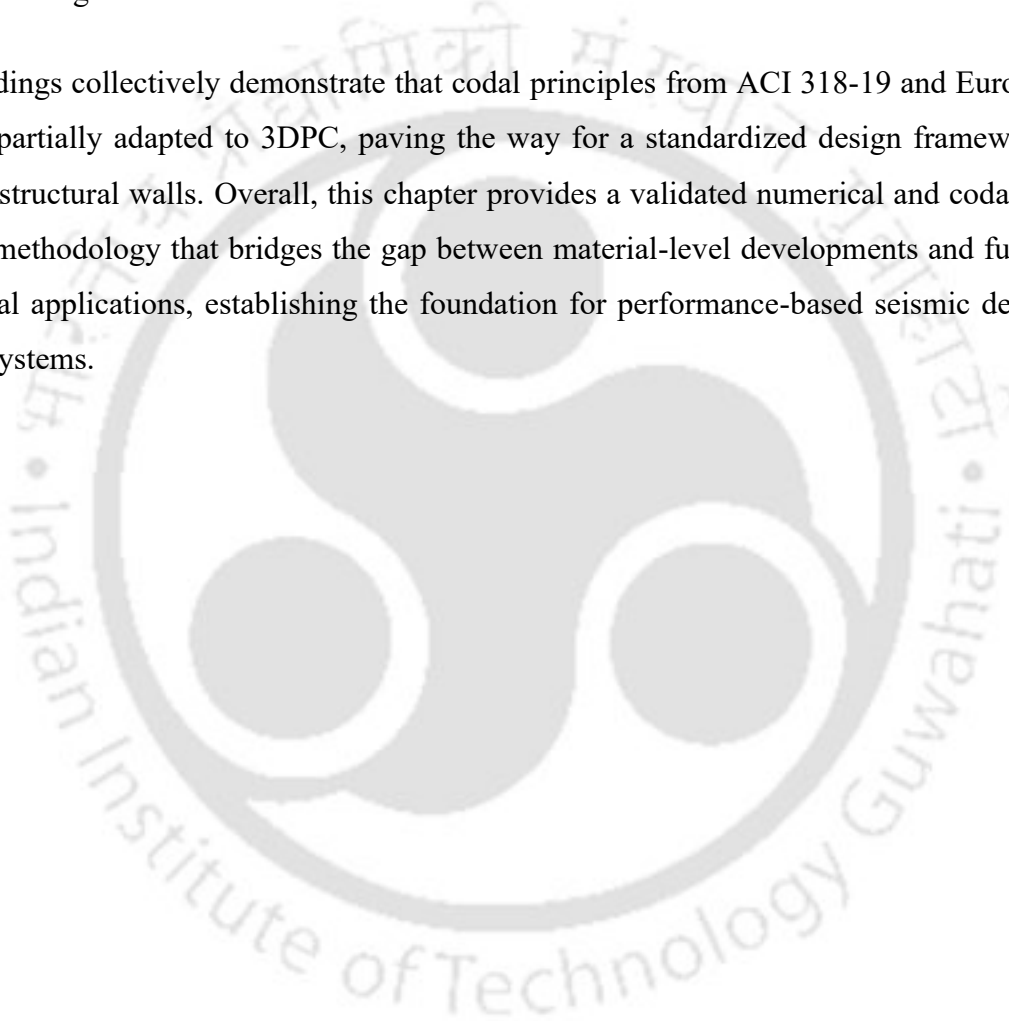 dings collectively demonstrate that codal principles from ACI 318-19 and Euro
partially adapted to 3DPC, paving the way for a standardized design framew
structural walls. Overall, this chapter provides a validated numerical and coda
methodology that bridges the gap between material-level developments and fu
al applications, establishing the foundation for performance-based seismic de
ystems.
Indian Institute of Technology Guwahati